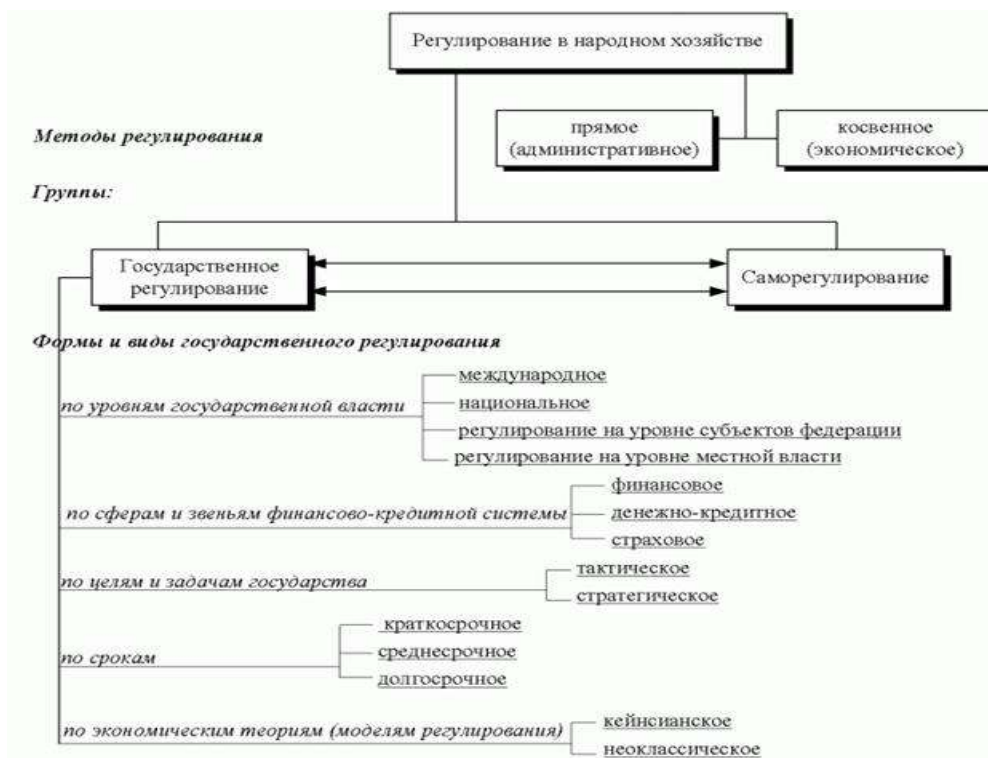 Регулирование в народном хозяйстве
Методы регулирования
прямое
(административное)
косвенное
(экономическое)
Группы:
Государственное
регулирование
Саморегулирование
Формы и виды государственного регулирования
по уровням государственной власти
международное
национальное
регулирование на уровне субъектов федерации
регулирование на уровне местной власти
по сферам и звеньям финансово-кредитной системы
финансовое
денежно-кредитное
страховое
по целям и задачам государства
тактическое
стратегическое
по срокам
краткосрочное
среднесрочное
долгосрочное
по экономическим теориям (моделям регулирования)
кейнсианское
неоклассическое